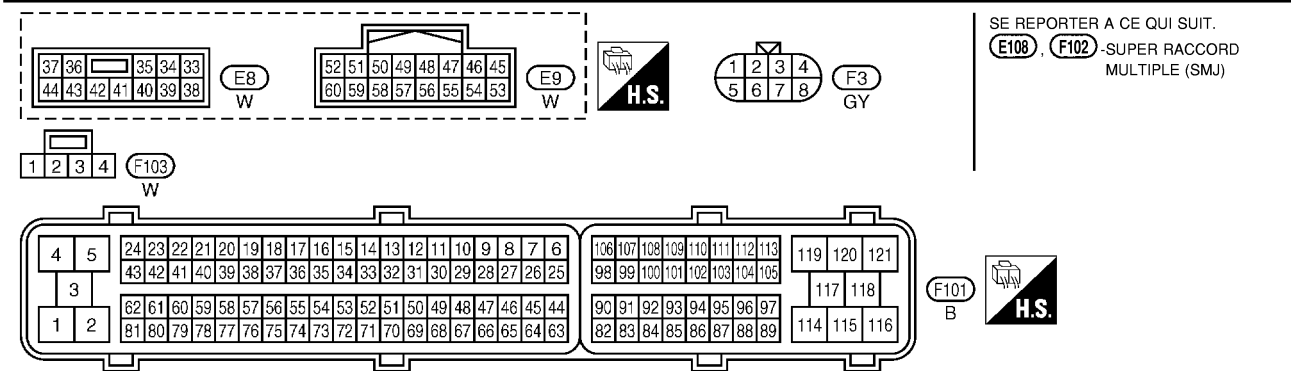 SE REPORTER A CE QUI SUIT.
E108 , F102 -SUPER RACCORD
MULTIPLE (SMJ)
37 36 35 34 33
44 43 42 41 40 39 38
E8
W
52 51 50 49 48 47 46 45
60 59 58 57 56 55 54 53
E9
W
H.S.
1 2 3 4
5 6 7 8
F3
GY
1 2 3 4
F103
W
4 5
3
1 2
24 23 22 21 20 19 18 17 16 15 14 13 12 11 10 9 8 7 6
43 42 41 40 39 38 37 36 35 34 33 32 31 30 29 28 27 26 25
62 61 60 59 58 57 56 55 54 53 52 51 50 49 48 47 46 45 44
81 80 79 78 77 76 75 74 73 72 71 70 69 68 67 66 65 64 63
106 107 108 109 110 111 112 113
98 99 100 101 102 103 104 105
90 91 92 93 94 95 96 97
82 83 84 85 86 87 88 89
119 120 121
117 118
114 115 116
F101
B
H.S.